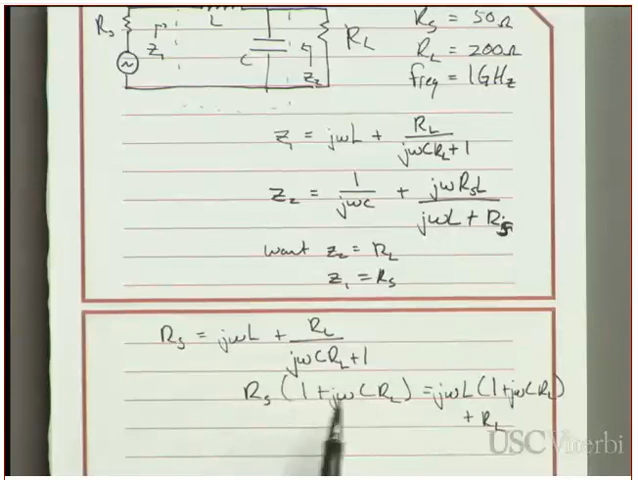 Rs L RL Rs = 50Ω
Z1 C Z2 RL = 200Ω
freq = 1GHz
Z1 = jωL + RL / (jωCRL + 1)
Z2 = 1 / (jωC) + jωRsL / (jωL + Rs)
want Z2 = RL
Z1 = Rs
Rs = jωL + RL / (jωCRL + 1)
Rs (1 + jωCRL) = jωL (1 + jωCRL)
+ RL
USC Viterbi